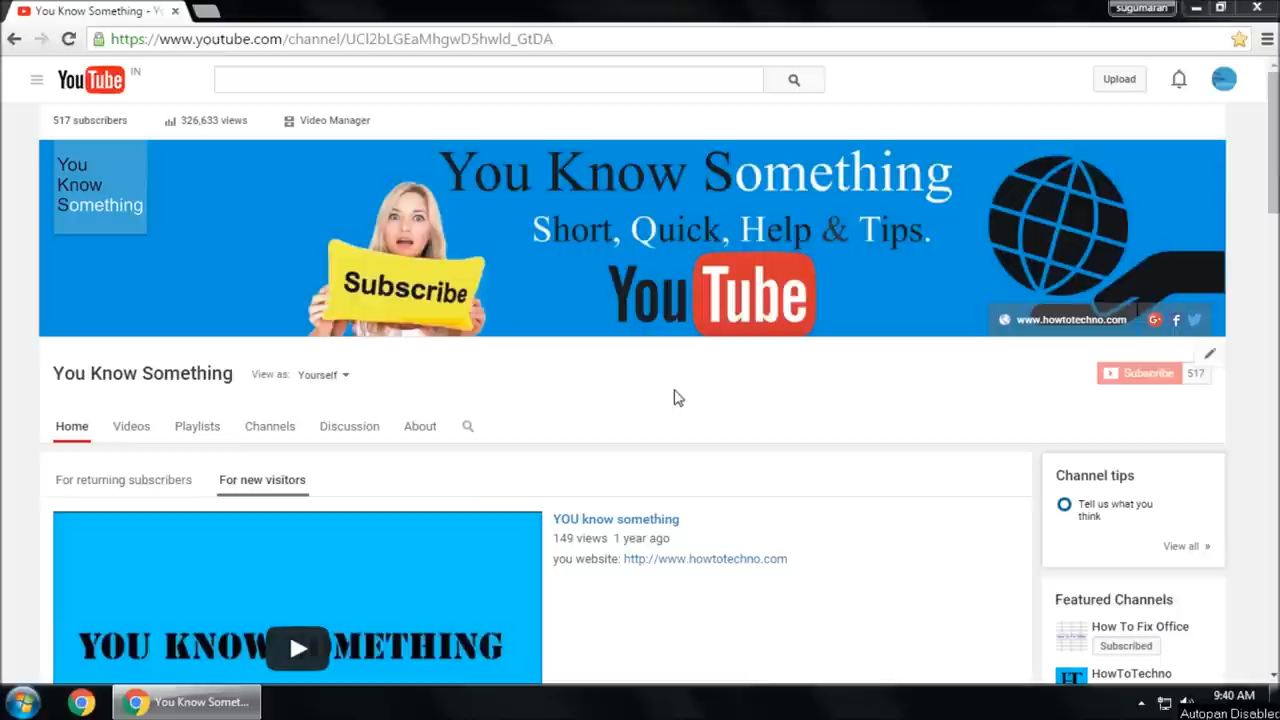 You Know Something - Yo
sugumaran
https://www.youtube.com/channel/UCl2bLGEaMhgwD5hwld_GtDA
YouTube IN
Upload
517 subscribers
326,633 views
Video Manager
You
Know
Something
You Know Something
Short, Quick, Help & Tips.
Subscribe
YouTube
www.howtotechno.com
You Know Something
View as: Yourself
Subscribe 517
Home Videos Playlists Channels Discussion About
For returning subscribers
For new visitors
YOU know something
149 views 1 year ago
you website: http://www.howtotechno.com
YOU KNOW SOMETHING
Channel tips
Tell us what you
think
View all »
Featured Channels
How To Fix Office
Subscribed
HowToTechno
HT
You Know Somet...
9:40 AM
Autopan Disabled